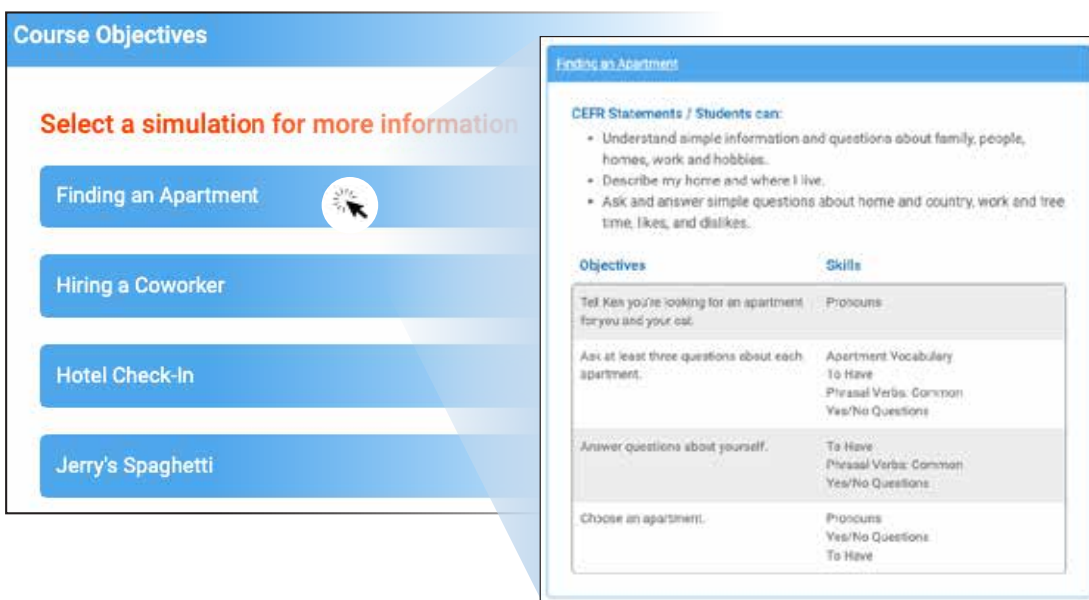 Course Objectives
Select a simulation for more information
Finding an Apartment
Hiring a Coworker
Hotel Check-In
Jerry's Spaghetti
Finding an Apartment
CEFR Statements / Students can:
• Understand simple information and questions about family, people,
homes, work and hobbies.
• Describe my home and where I live.
• Ask and answer simple questions about home and country, work and free
time, likes, and dislikes.
Objectives Skills
Tell Ken you're looking for an apartment Pronouns
for you and your cat.
Ask at least three questions about each Apartment Vocabulary
apartment. To Have
Phrasal Verbs: Common
Yes/No Questions
Answer questions about yourself. To Have
Phrasal Verbs: Common
Yes/No Questions
Choose an apartment. Pronouns
Yes/No Questions
To Have